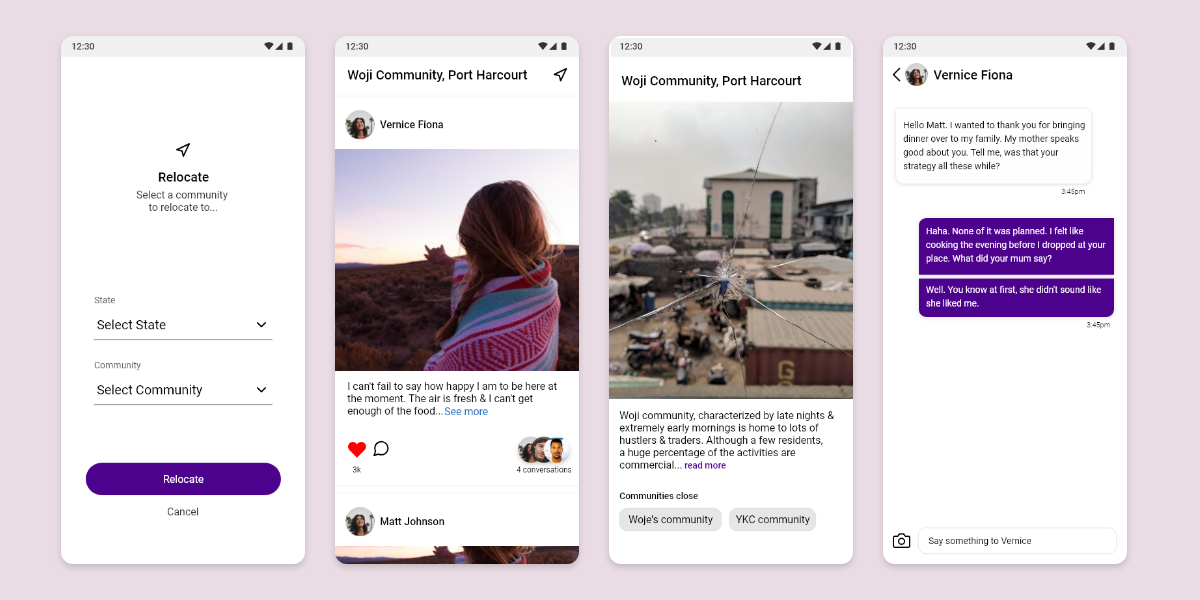 12:30
Relocate
Select a community
to relocate to...
State
Select State
Community
Select Community
Relocate
Cancel
12:30
Woji Community, Port Harcourt
Vernice Fiona
I can't fail to say how happy I am to be here at
the moment. The air is fresh & I can't get
enough of the food... See more
3k
4 conversations
Matt Johnson
12:30
Woji Community, Port Harcourt
G
Woji community, characterized by late nights &
extremely early mornings is home to lots of
hustlers & traders. Although a few residents,
a huge percentage of the activities are
commercial... read more
Communities close
Woje's community
YKC community
12:30
Vernice Fiona
Hello Matt. I wanted to thank you for bringing
dinner over to my family. My mother speaks
good about you. Tell me, was that your
strategy all these while?
3:45pm
Haha. None of it was planned. I felt like
cooking the evening before I dropped at your
place. What did your mum say?
Well. You know at first, she didn't sound like
she liked me.
3:45pm
Say something to Vernice